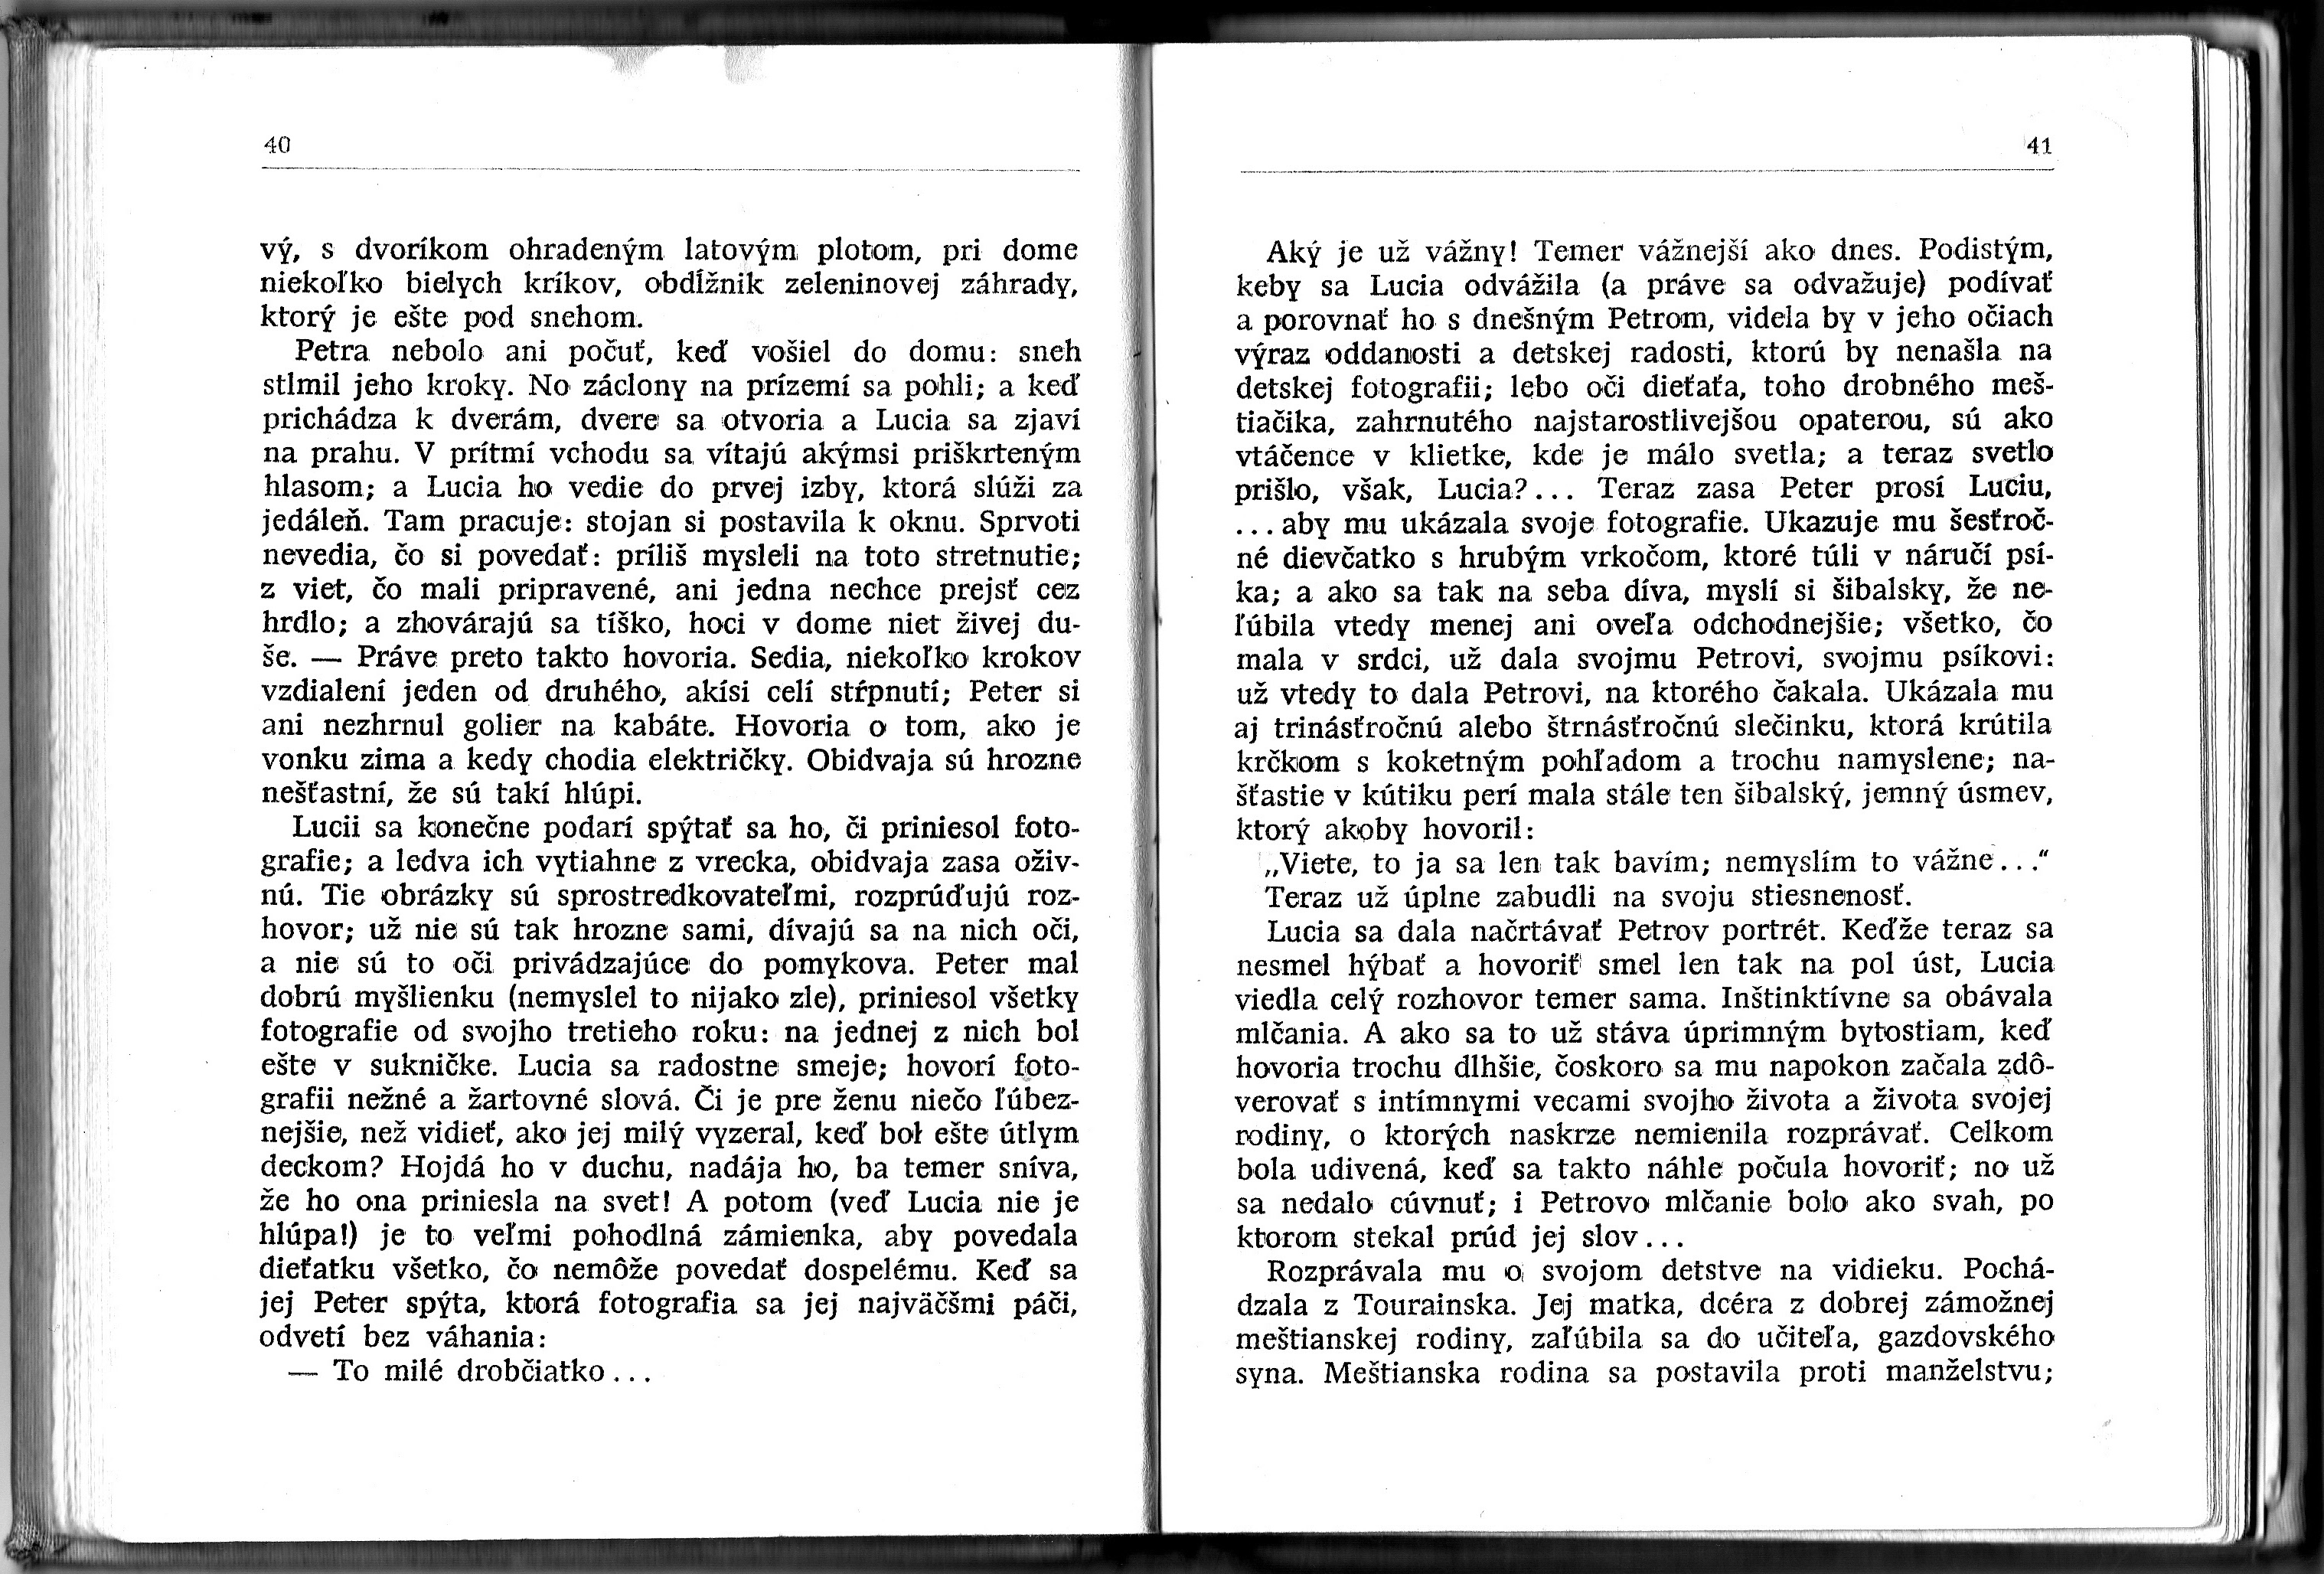 40
vý, s dvoríkom ohradeným latovým plotom, pri dome
niekoľko bielych kríkov, obdĺžnik zeleninovej záhrady,
ktorý je ešte pod snehom.
Petra nebolo ani počuť, keď vošiel do domu: sneh
stlmil jeho kroky. No záclony na prízemí sa pohli; a keď
prichádza k dverám, dvere sa otvoria a Lucia sa zjaví
na prahu. V prítmí vchodu sa vítajú akýmsi priškrteným
hlasom; a Lucia ho vedie do prvej izby, ktorá slúži za
jedáleň. Tam pracuje: stojan si postavila k oknu. Sprvoti
nevedia, čo si povedať: príliš mysleli na toto stretnutie;
z viet, čo mali pripravené, ani jedna nechce prejsť cez
hrdlo; a zhovárajú sa tíško, hoci v dome niet živej du-
še. — Práve preto takto hovoria. Sedia, niekoľko krokov
vzdialení jeden od druhého, akísi celí stŕpnutí; Peter si
ani nezhrnul golier na kabáte. Hovoria o tom, ako je
vonku zima a kedy chodia električky. Obidvaja sú hrozne
nešťastní, že sú takí hlúpi.
Lucii sa konečne podarí spýtať sa ho, či priniesol foto-
grafie; a ledva ich vytiahne z vrecka, obidvaja zasa oživ-
nú. Tie obrázky sú sprostredkovateľmi, rozprúďujú roz-
hovor; už nie sú tak hrozne sami, dívajú sa na nich oči,
a nie sú to oči privádzajúce do pomykova. Peter mal
dobrú myšlienku (nemyslel to nijako zle), priniesol všetky
fotografie od svojho tretieho roku: na jednej z nich bol
ešte v sukničke. Lucia sa radostne smeje; hovorí foto-
grafii nežné a žartovné slová. Či je pre ženu niečo ľúbez-
nejšie, než vidieť, ako jej milý vyzeral, keď bol ešte útlym
deckom? Hojdá ho v duchu, nadája ho, ba temer sníva,
že ho ona priniesla na svet! A potom (veď Lucia nie je
hlúpa!) je to veľmi pohodlná zámienka, aby povedala
dieťatku všetko, čo nemôže povedať dospelému. Keď sa
jej Peter spýta, ktorá fotografia sa jej najväčšmi páči,
odvetí bez váhania:
— To milé drobčiatko...
41
Aký je už vážny! Temer vážnejší ako dnes. Podistým,
keby sa Lucia odvážila (a práve sa odvažuje) podívať
a porovnať ho s dnešným Petrom, videla by v jeho očiach
výraz oddanosti a detskej radosti, ktorú by nenašla na
detskej fotografii; lebo oči dieťaťa, toho drobného meš-
tiačika, zahrnutého najstarostlivejšou opaterou, sú ako
vtáčence v klietke, kde je málo svetla; a teraz svetlo
prišlo, však, Lucia?... Teraz zasa Peter prosí Luciu,
...aby mu ukázala svoje fotografie. Ukazuje mu šesťroč-
né dievčatko s hrubým vrkočom, ktoré túli v náručí psí-
ka; a ako sa tak na seba díva, myslí si šibalsky, že ne-
ľúbila vtedy menej ani oveľa odchodnejšie; všetko, čo
mala v srdci, už dala svojmu Petrovi, svojmu psíkovi:
už vtedy to dala Petrovi, na ktorého čakala. Ukázala mu
aj trinásťročnú alebo štrnásťročnú slečinku, ktorá krútila
krčkom s koketným pohľadom a trochu namyslene; na-
šťastie v kútiku perí mala stále ten šibalský, jemný úsmev,
ktorý akoby hovoril:
„Viete, to ja sa len tak bavím; nemyslím to vážne..."
Teraz už úplne zabudli na svoju stiesnenosť.
Lucia sa dala načrtávať Petrov portrét. Keďže teraz sa
nesmel hýbať a hovoriť smel len tak na pol úst, Lucia
viedla celý rozhovor temer sama. Inštinktívne sa obávala
mlčania. A ako sa to už stáva úprimným bytostiam, keď
hovoria trochu dlhšie, čoskoro sa mu napokon začala zdô-
verovať s intímnymi vecami svojho života a života svojej
rodiny, o ktorých naskrze nemienila rozprávať. Celkom
bola udivená, keď sa takto náhle počula hovoriť; no už
sa nedalo cúvnuť; i Petrovo mlčanie bolo ako svah, po
ktorom stekal prúd jej slov...
Rozprávala mu o svojom detstve na vidieku. Pochá-
dzala z Tourainska. Jej matka, dcéra z dobrej zámožnej
meštianskej rodiny, zaľúbila sa do učiteľa, gazdovského
syna. Meštianska rodina sa postavila proti manželstvu;